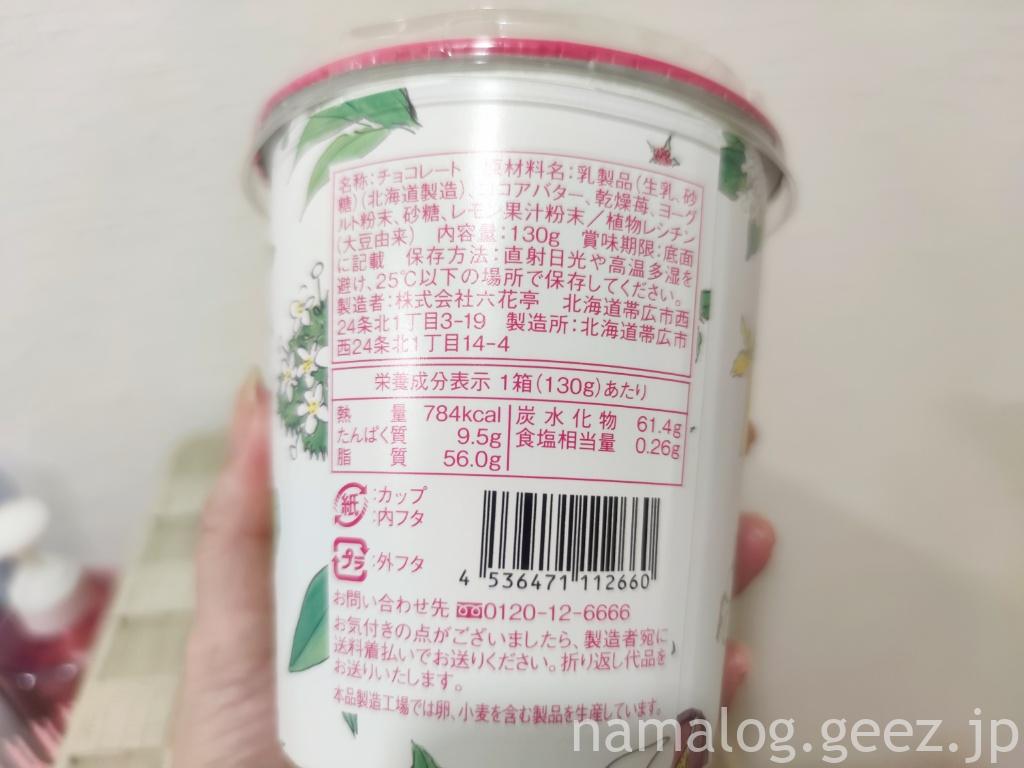 名称:チョコレート 原材料名:乳製品(生乳、砂
糖)(北海道製造)、ココアバター、乾燥苺、ヨーグ
ルト粉末、砂糖、レモン果汁粉末/植物レシチン
(大豆由来) 内容量:130g 賞味期限:底面
に記載 保存方法:直射日光や高温多湿を
避け、25℃以下の場所で保存してください。
製造者:株式会社六花亭 北海道帯広市西
24条北1丁目3-19 製造所:北海道帯広市
西24条北1丁目14-4
栄養成分表示 1箱(130g)あたり
熱量 784kcal 炭水化物 61.4g
たんぱく質 9.5g 食塩相当量 0.26g
脂質 56.0g
紙 :カップ
:内フタ
プラ :外フタ
4 536471 112660
お問い合わせ先 0120-12-6666
お気付きの点がございましたら、製造者宛に
送料着払いでお送りください。折り返し代品を
お送りいたします。
本品製造工場では卵、小麦を含む製品を生産しています。
namalog.geez.jp